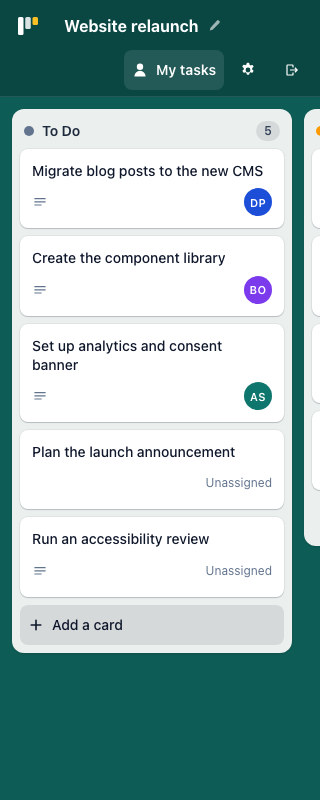 Website relaunch
My tasks
To Do
5
Migrate blog posts to the new CMS
DP
Create the component library
BO
Set up analytics and consent
banner
AS
Plan the launch announcement
Unassigned
Run an accessibility review
Unassigned
Add a card